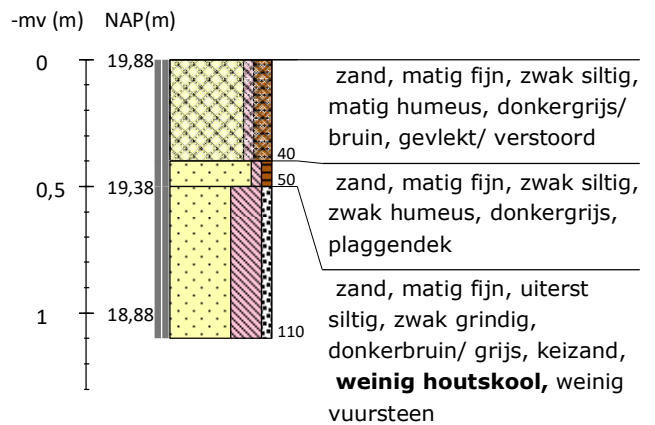 -mv (m) NAP(m)
0 19,88
zand, matig fijn, zwak siltig,
matig humeus, donkergrijs/
bruin, gevlekt/ verstoord
40
0,5 19,38 50
zand, matig fijn, zwak siltig,
zwak humeus, donkergrijs,
plaggendek
1 18,88
110
zand, matig fijn, uiterst
siltig, zwak grindig,
donkerbruin/ grijs, keizand,
weinig houtskool, weinig
vuursteen